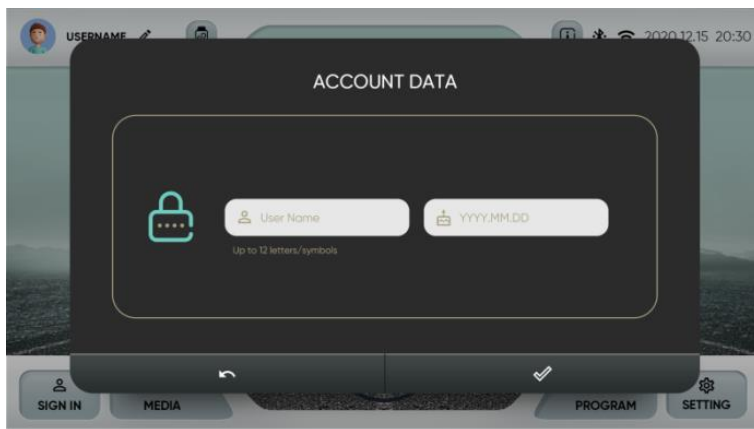 USERNAME
2020.12.15 20:30
ACCOUNT DATA
User Name
YYYY.MM.DD
Up to 12 letters/symbols
SIGN IN
MEDIA
PROGRAM
SETTING